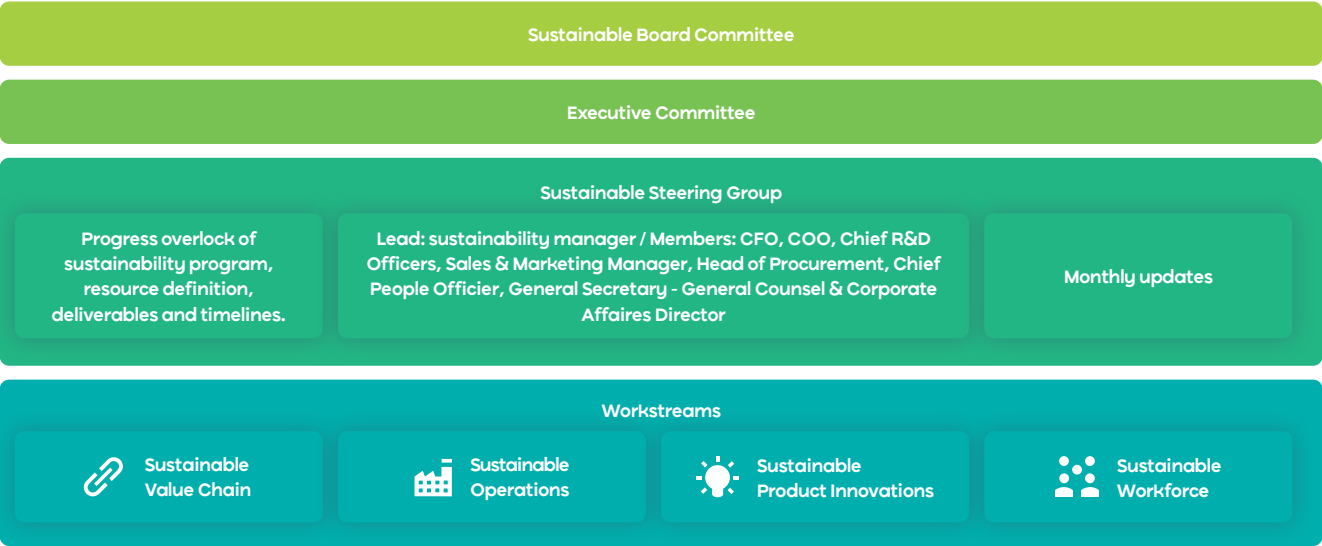 Sustainable Board Committee
Executive Committee
Sustainable Steering Group
Progress overlock of
sustainability program,
resource definition,
deliverables and timelines.
Lead: sustainability manager / Members: CFO, COO, Chief R&D
Officers, Sales & Marketing Manager, Head of Procurement, Chief
People Officier, General Secretary - General Counsel & Corporate
Affaires Director
Monthly updates
Workstreams
Sustainable
Value Chain
Sustainable
Operations
Sustainable
Product Innovations
Sustainable
Workforce